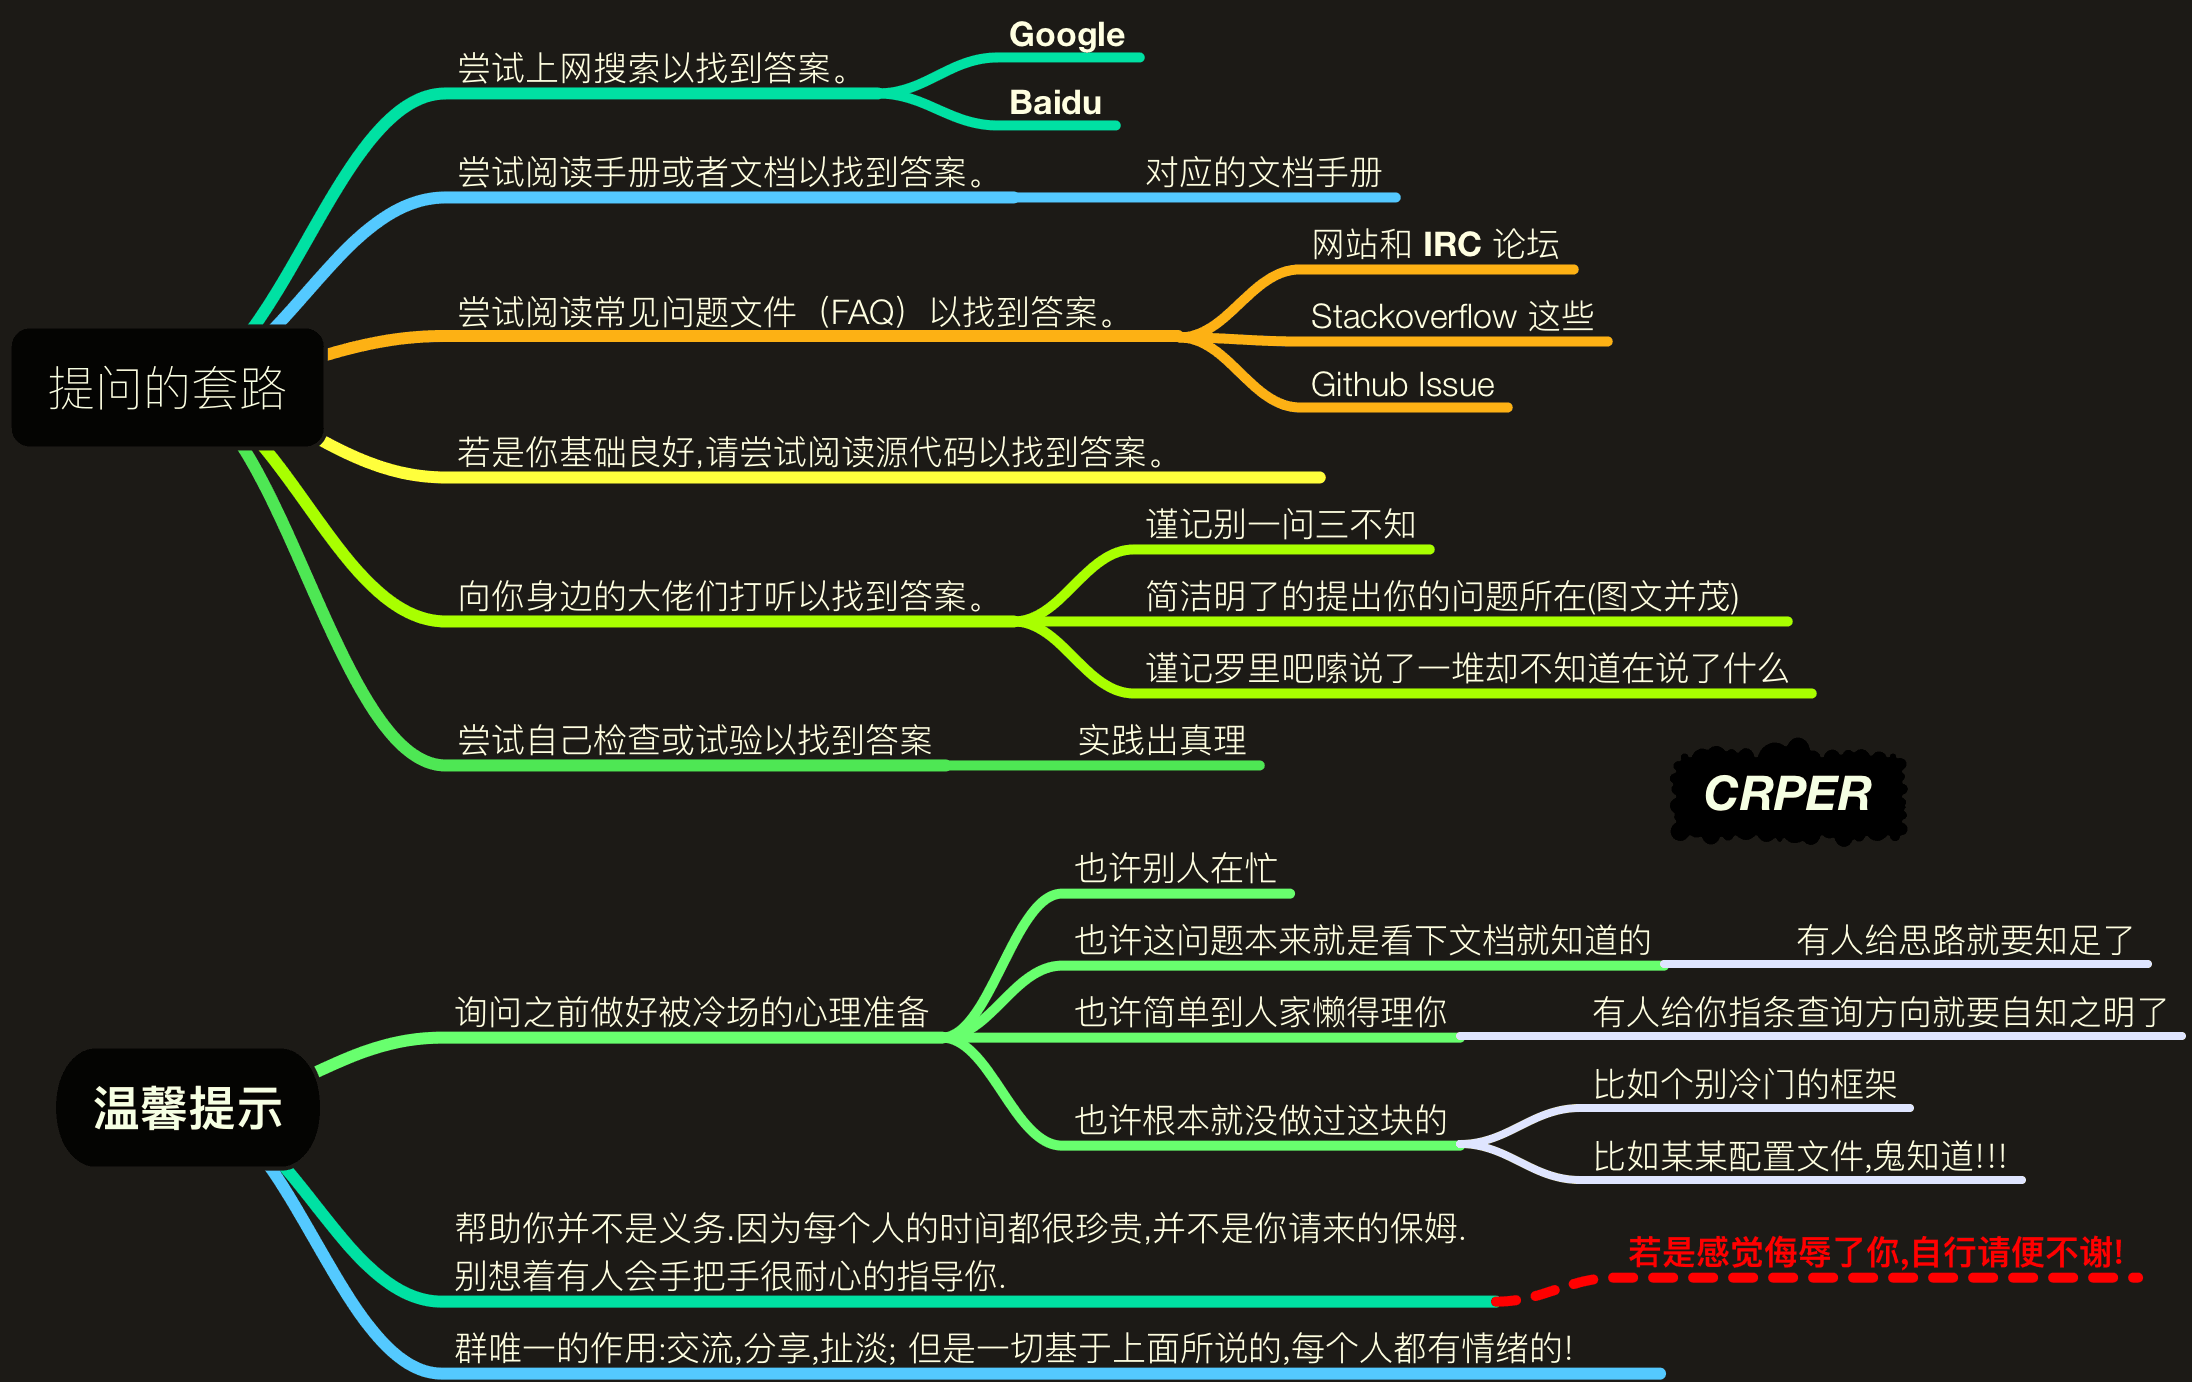 提问的套路
尝试上网搜索以找到答案。
Google
Baidu
尝试阅读手册或者文档以找到答案。
对应的文档手册
尝试阅读常见问题文件（FAQ）以找到答案。
网站和 IRC 论坛
Stackoverflow 这些
Github Issue
若是你基础良好,请尝试阅读源代码以找到答案。
向你身边的大佬们打听以找到答案。
谨记别一问三不知
简洁明了的提出你的问题所在(图文并茂)
谨记罗里吧嗦说了一堆却不知道在说了什么
尝试自己检查或试验以找到答案
实践出真理
CRPER
温馨提示
询问之前做好被冷场的心理准备
也许别人在忙
也许这问题本来就是看下文档就知道的
有人给思路就要知足了
也许简单到人家懒得理你
有人给你指条查询方向就要自知之明了
也许根本就没做过这块的
比如个别冷门的框架
比如某某配置文件,鬼知道!!!
帮助你并不是义务.因为每个人的时间都很珍贵,并不是你请来的保姆.
别想着有人会手把手很耐心的指导你.
若是感觉侮辱了你,自行请便不谢!
群唯一的作用:交流,分享,扯淡; 但是一切基于上面所说的,每个人都有情绪的!